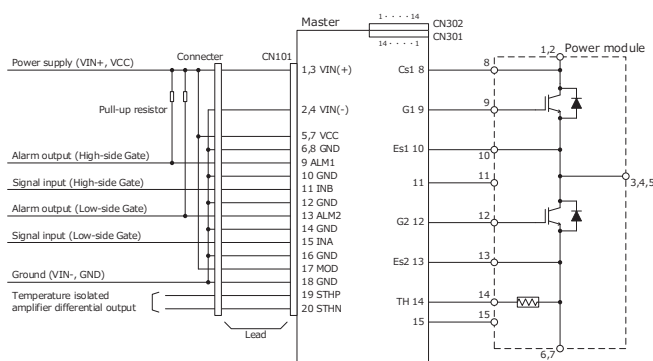 Master
1 ···· 14
CN302
CN301
14 ···· 1
Connecter
CN101
Power supply (VIN+, VCC)
Pull-up resistor
Alarm output (High-side Gate)
Signal input (High-side Gate)
Alarm output (Low-side Gate)
Signal input (Low-side Gate)
Ground (VIN-, GND)
Temperature isolated
amplifier differential output
Lead
1,3 VIN(+)
2,4 VIN(-)
5,7 VCC
6,8 GND
9 ALM1
10 GND
11 INB
12 GND
13 ALM2
14 GND
15 INA
16 GND
17 MOD
18 GND
19 STHP
20 STHN
Cs1 8
G1 9
Es1 10
11
G2 12
Es2 13
TH 14
15
8
9
10
11
12
13
14
15
1,2
Power module
3,4,5
6,7